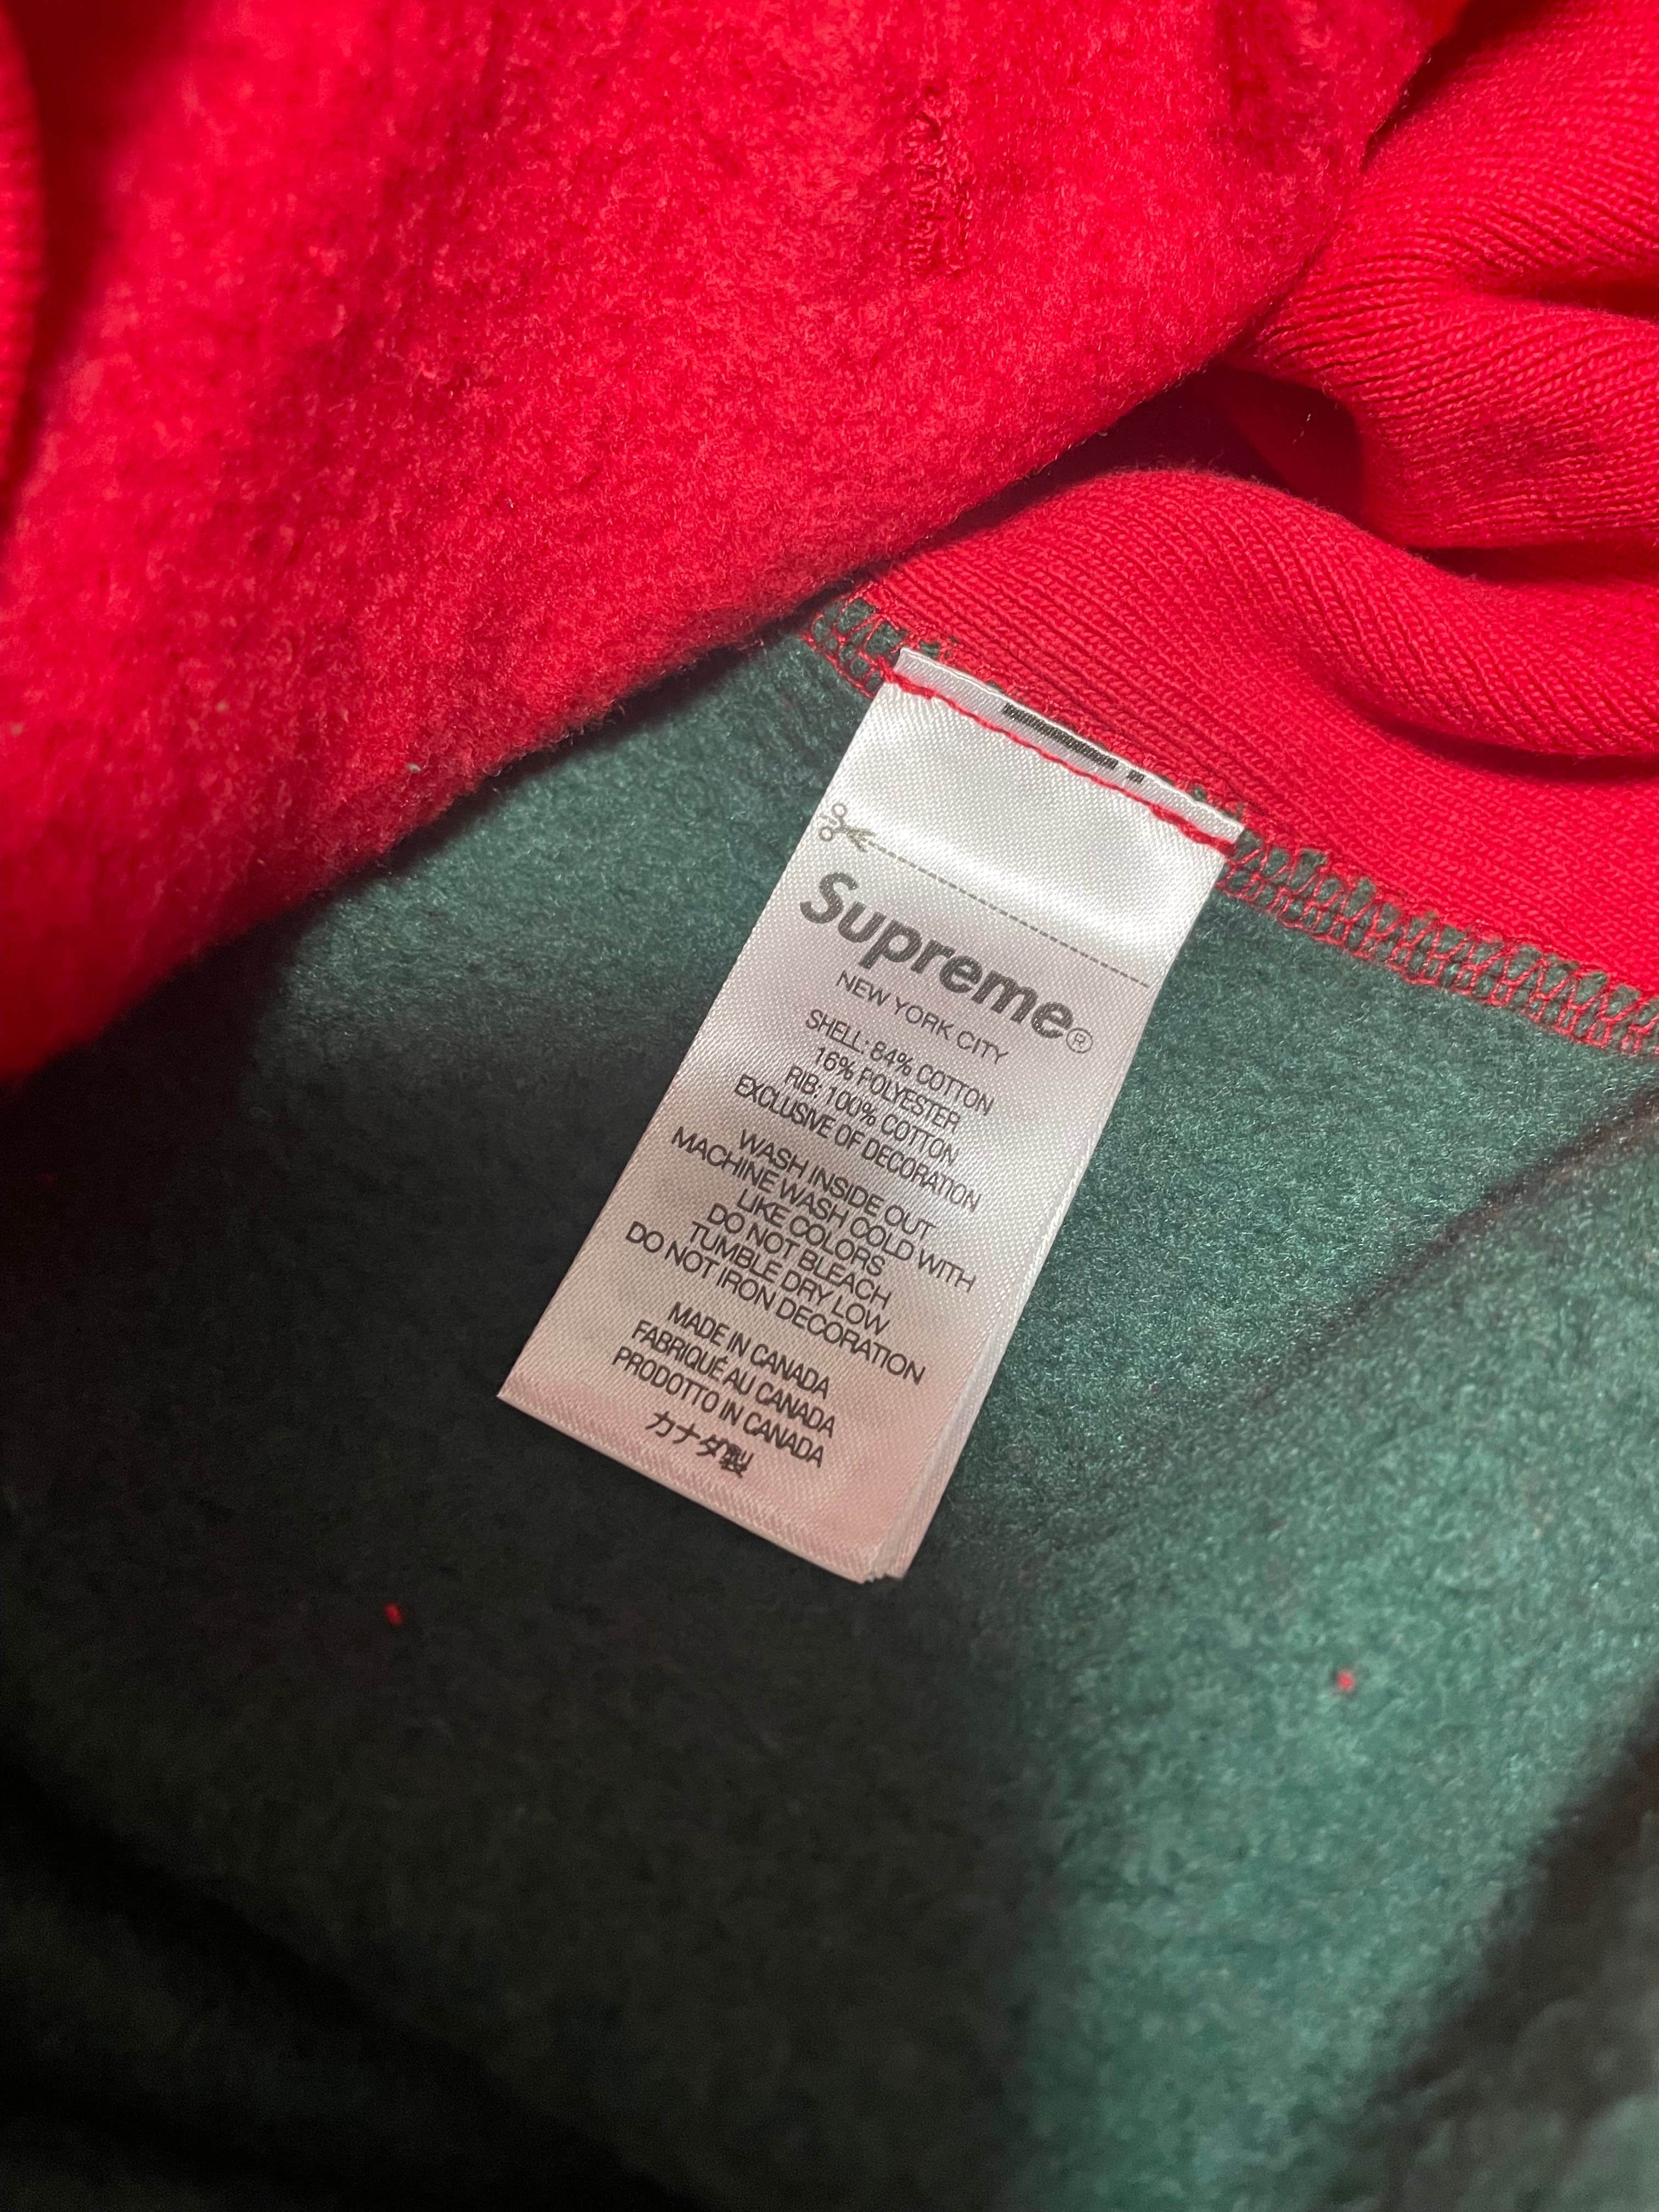 Supreme®
NEW YORK CITY
SHELL: 84% COTTON
16% POLYESTER
RIB: 100% COTTON
EXCLUSIVE OF DECORATION
WASH INSIDE OUT
MACHINE WASH COLD WITH
LIKE COLORS
DO NOT BLEACH
TUMBLE DRY LOW
DO NOT IRON DECORATION
MADE IN CANADA
FABRIQUÉ AU CANADA
PRODOTTO IN CANADA
カナダ製